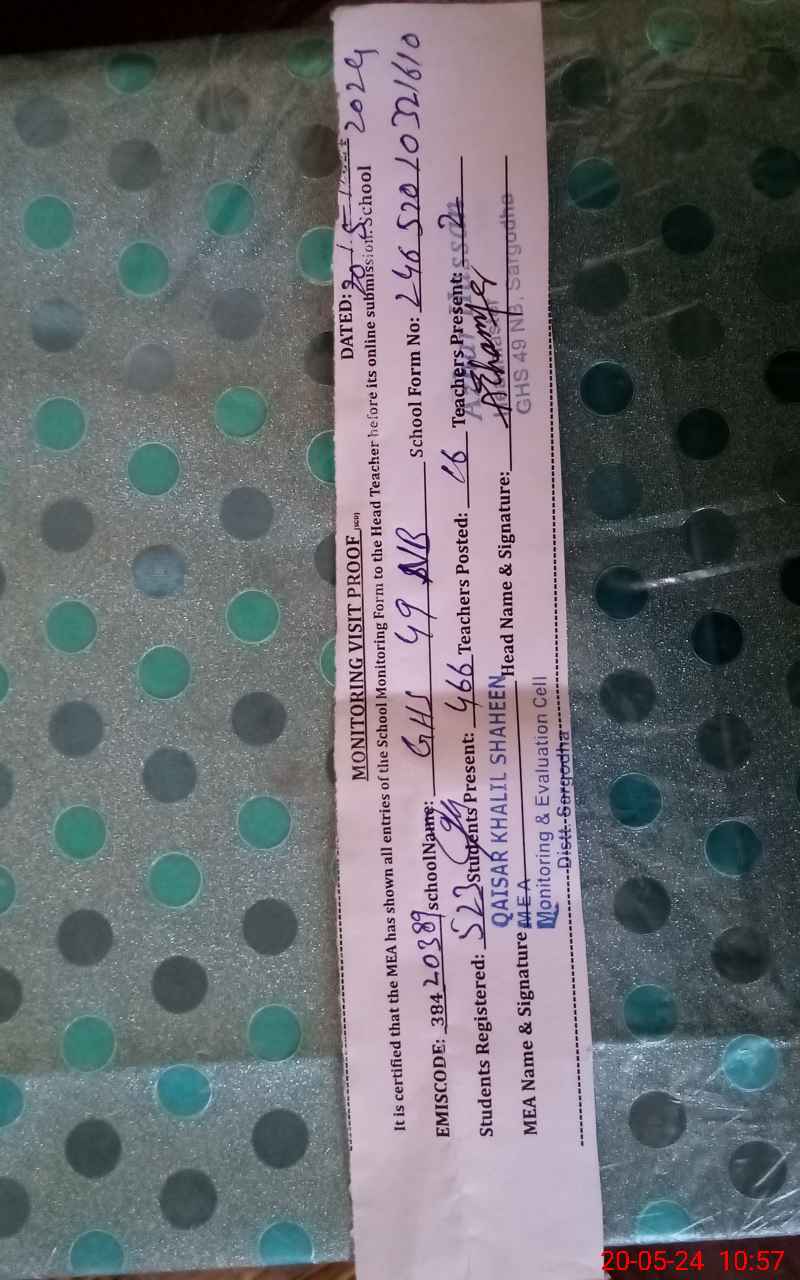 MONITORING VISIT PROOF
DATED: 20 5 2024
It is certified that the MEA has shown all entries of the School Monitoring Form to the Head Teacher before its online submission. School
EMISCODE: 38420389 school Name: GHS 49 NB School Form No: 24652010321610
Students Registered: 523 Students Present: 466 Teachers Posted: 26 Teachers Present:
QAISAR KHALIL SHAHEEN
MEA Name & Signature MEA Head Name & Signature:
Monitoring & Evaluation Cell
GHS 49 NB, Sargodha
Distt. Sargodha
20-05-24 10:57